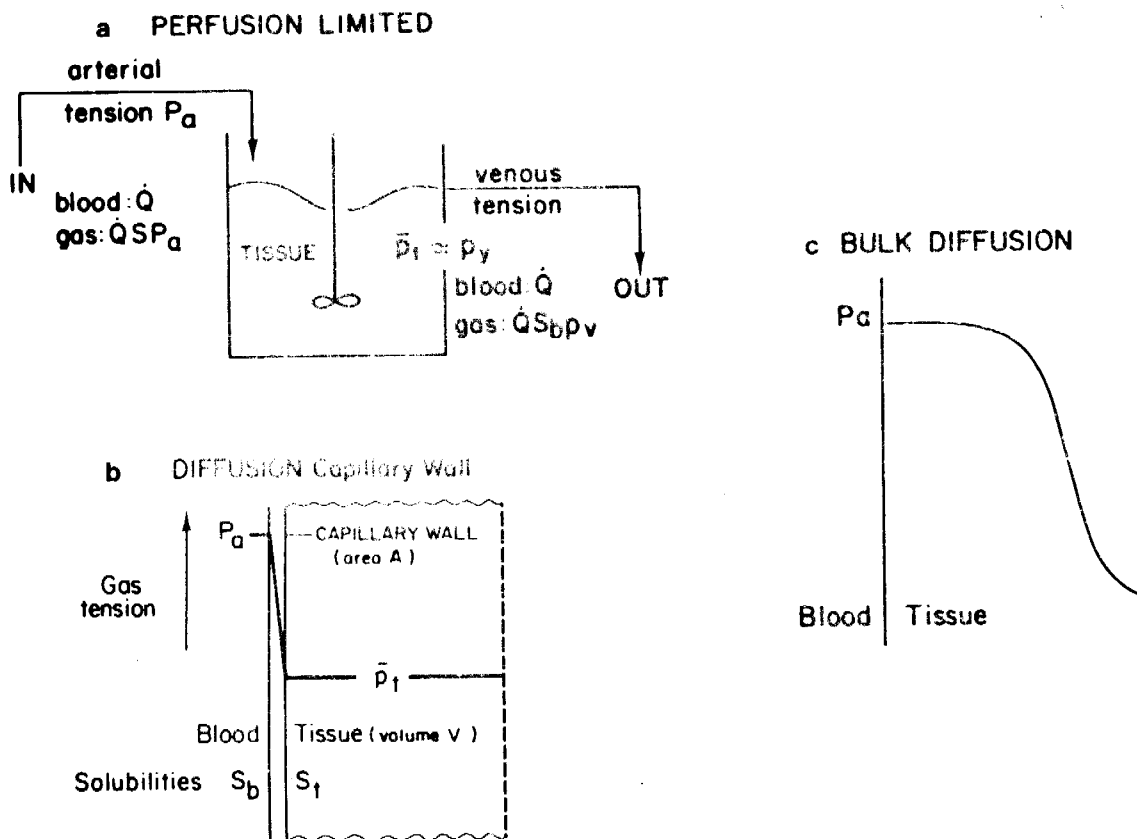 a PERFUSION LIMITED
arterial
tension Pa
IN
blood: Q̇
gas: Q̇SPa
TISSUE
p̄t = pv
venous
tension
blood: Q̇
gas: Q̇Sbpv
OUT
b DIFFUSION Capillary Wall
Pa
CAPILLARY WALL
(area A)
Gas
tension
p̄t
Blood
Tissue (volume V)
Solubilities Sb St
c BULK DIFFUSION
Pa
Blood Tissue